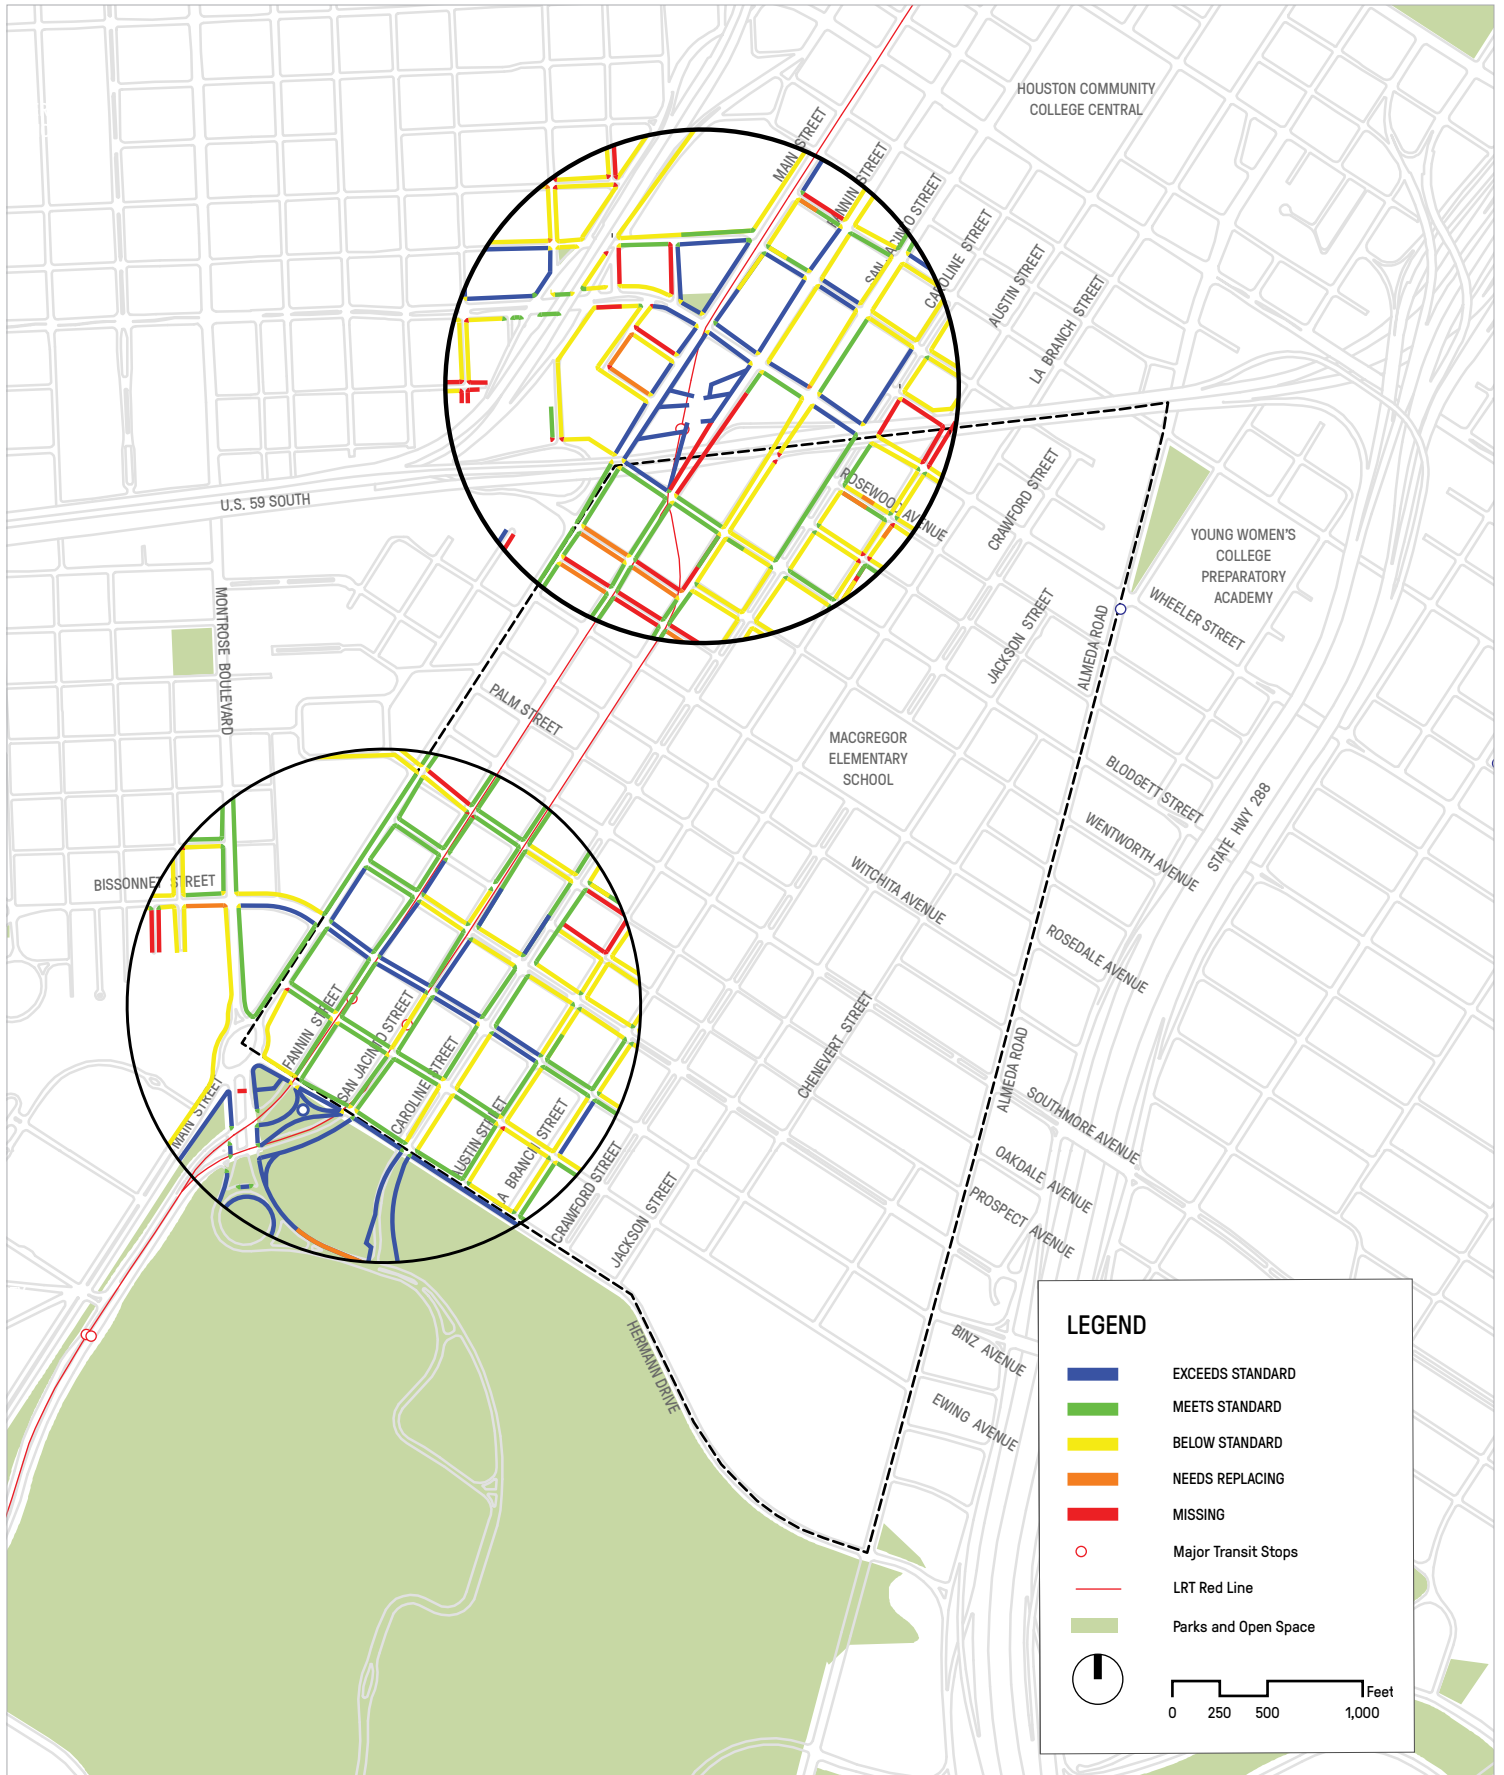 HOUSTON COMMUNITY
COLLEGE CENTRAL
MAIN STREET
NNIN STREET
SAN JACINTO STREET
CAROLINE STREET
AUSTIN STREET
LA BRANCH STREET
U.S. 59 SOUTH
ROSEWOOD AVENUE
CRAWFORD STREET
YOUNG WOMEN'S
COLLEGE
PREPARATORY
ACADEMY
WHEELER STREET
JACKSON STREET
ALMEDA ROAD
MONTROSE BOULEVARD
PALM STREET
MACGREGOR
ELEMENTARY
SCHOOL
BLODGETT STREET
WENTWORTH AVENUE
STATE HWY 288
BISSONNET STREET
WITCHITA AVENUE
ROSEDALE AVENUE
FANNIN STREET
SAN JACINTO STREET
CAROLINE STREET
CHENEVERT STREET
ALMEDA ROAD
MAIN STREET
AUSTIN STREET
A BRANCH STREET
CRAWFORD STREET
JACKSON STREET
SOUTHMORE AVENUE
OAKDALE AVENUE
PROSPECT AVENUE
HERMANN DRIVE
BINZ AVENUE
EWING AVENUE
LEGEND
EXCEEDS STANDARD
MEETS STANDARD
BELOW STANDARD
NEEDS REPLACING
MISSING
Major Transit Stops
LRT Red Line
Parks and Open Space
Feet
0 250 500 1,000